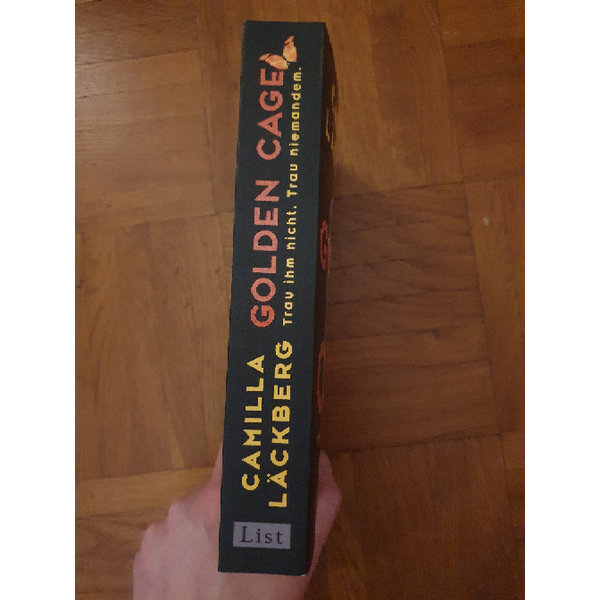 CAMILLA
LÄCKBERG
GOLDEN CAGE
Trau ihm nicht. Trau niemandem.
List